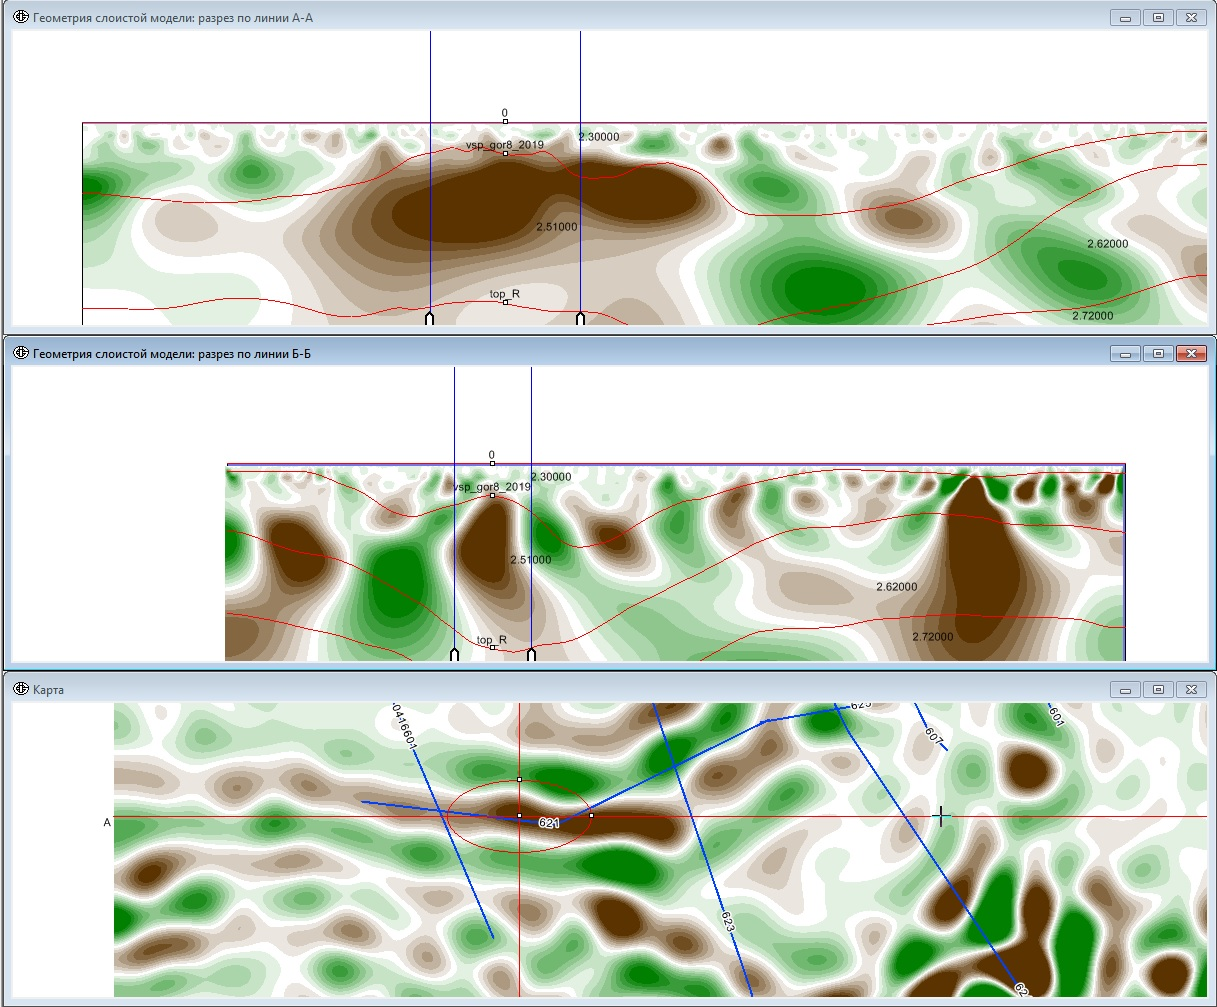 Геометрия слоистой модели: разрез по линии А-А
0
2.30000
vsp_gor8_2019
2.51000
2.62000
top_R
2.72000
Геометрия слоистой модели: разрез по линии Б-Б
0
2.30000
vsp_gor8_2019
2.51000
2.62000
top_R
2.72000
Карта
0416601
625
601
607
А
621
623